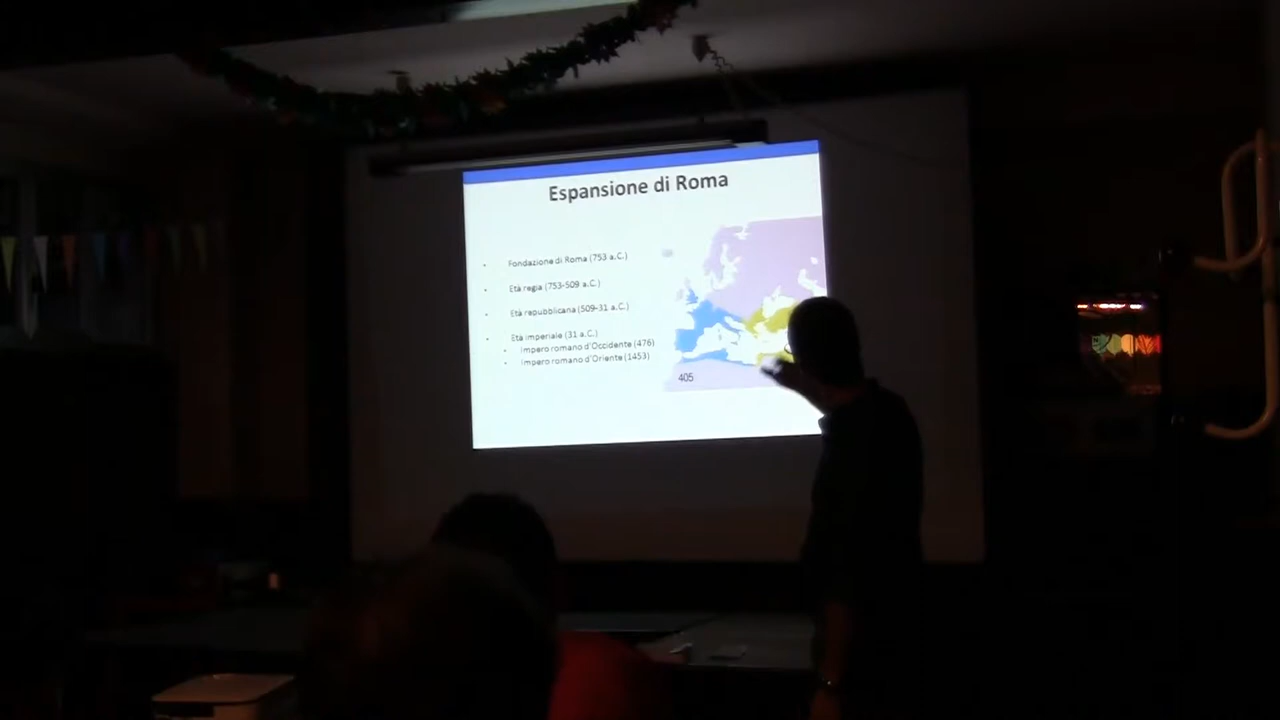 Espansione di Roma
Fondazione di Roma (753 a.C.)
Età regia (753-509 a.C.)
Età repubblicana (509-31 a.C.)
Età imperiale (31 a.C.)
Impero romano d'Occidente (476)
Impero romano d'Oriente (1453)
405